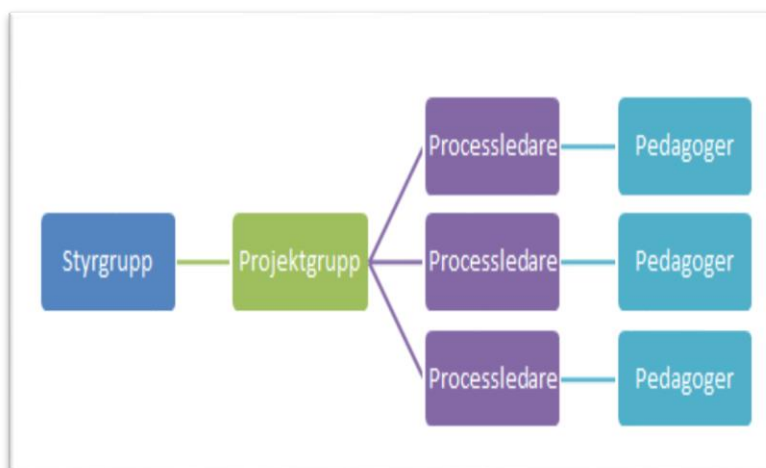 Styrgrupp
Projektgrupp
Processledare
Pedagoger
Processledare
Pedagoger
Processledare
Pedagoger